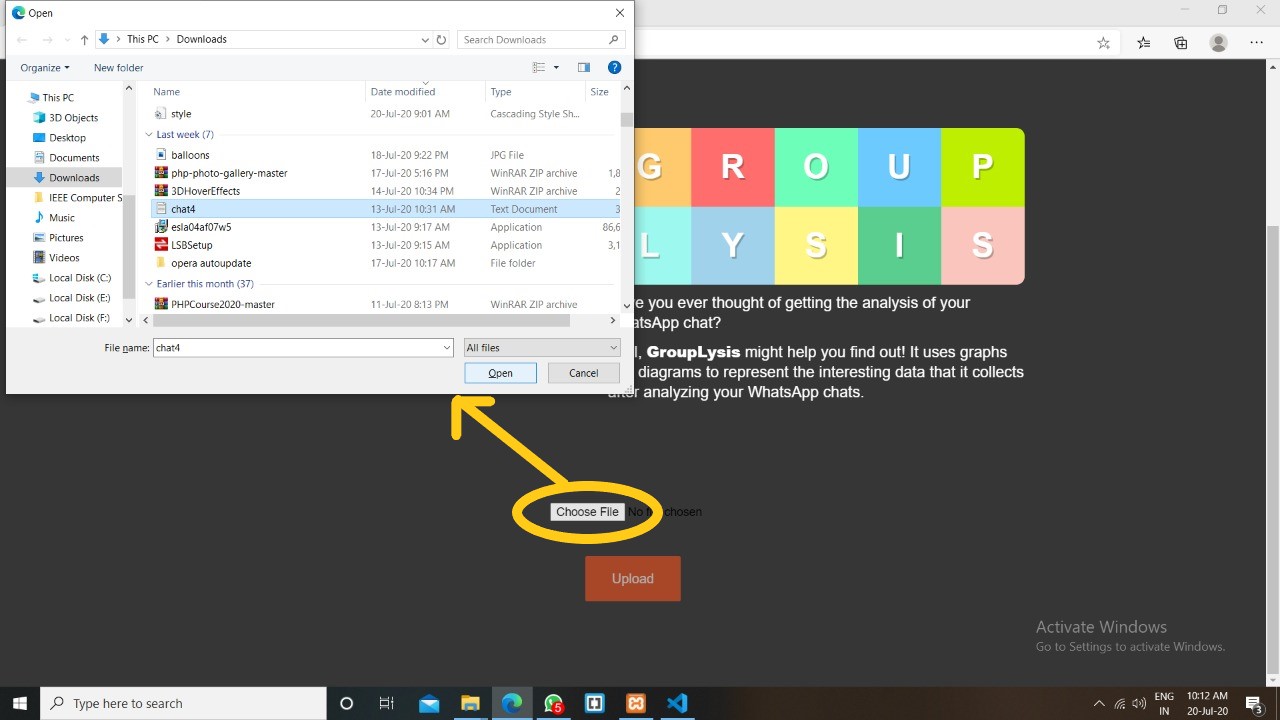 Open
This PC > Downloads
Search Downloads
Organize
New folder
This PC
3D Objects
Desktop
Documents
Downloads
IEEE Computer S
Music
Pictures
Videos
Local Disk (C:)
Local Disk (E:)
Local Disk (F:)
Name Date modified Type Size
style 20-Jul-20 9:01 AM Cascading Style Sh...
Last week (7)
balloons 18-Jul-20 9:22 PM JPG File
php-photo-gallery-master 17-Jul-20 5:16 PM WinRAR ZIP archive 1,8
3DHoverEffects 14-Jul-20 10:34 PM WinRAR ZIP archive 2
chat4 13-Jul-20 10:31 AM Text Document 3
esla04af07w5 13-Jul-20 9:17 AM Application 86,6
LSBSetup 13-Jul-20 9:15 AM Application 3,1
opera autoupdate 17-Jul-20 10:17 AM File folder
Earlier this month (37)
PHPCourse2020-master 11-Jul-20 8:13 PM WinRAR ZIP archive
File name: chat4
All files
Open
Cancel
G R O U P
L Y S I S
e you ever thought of getting the analysis of your
atsApp chat?
l, GroupLysis might help you find out! It uses graphs
diagrams to represent the interesting data that it collects
after analyzing your WhatsApp chats.
Choose File No f chosen
Upload
Activate Windows
Go to Settings to activate Windows.
Type here to search
5
ENG
IN
10:12 AM
20-Jul-20
3